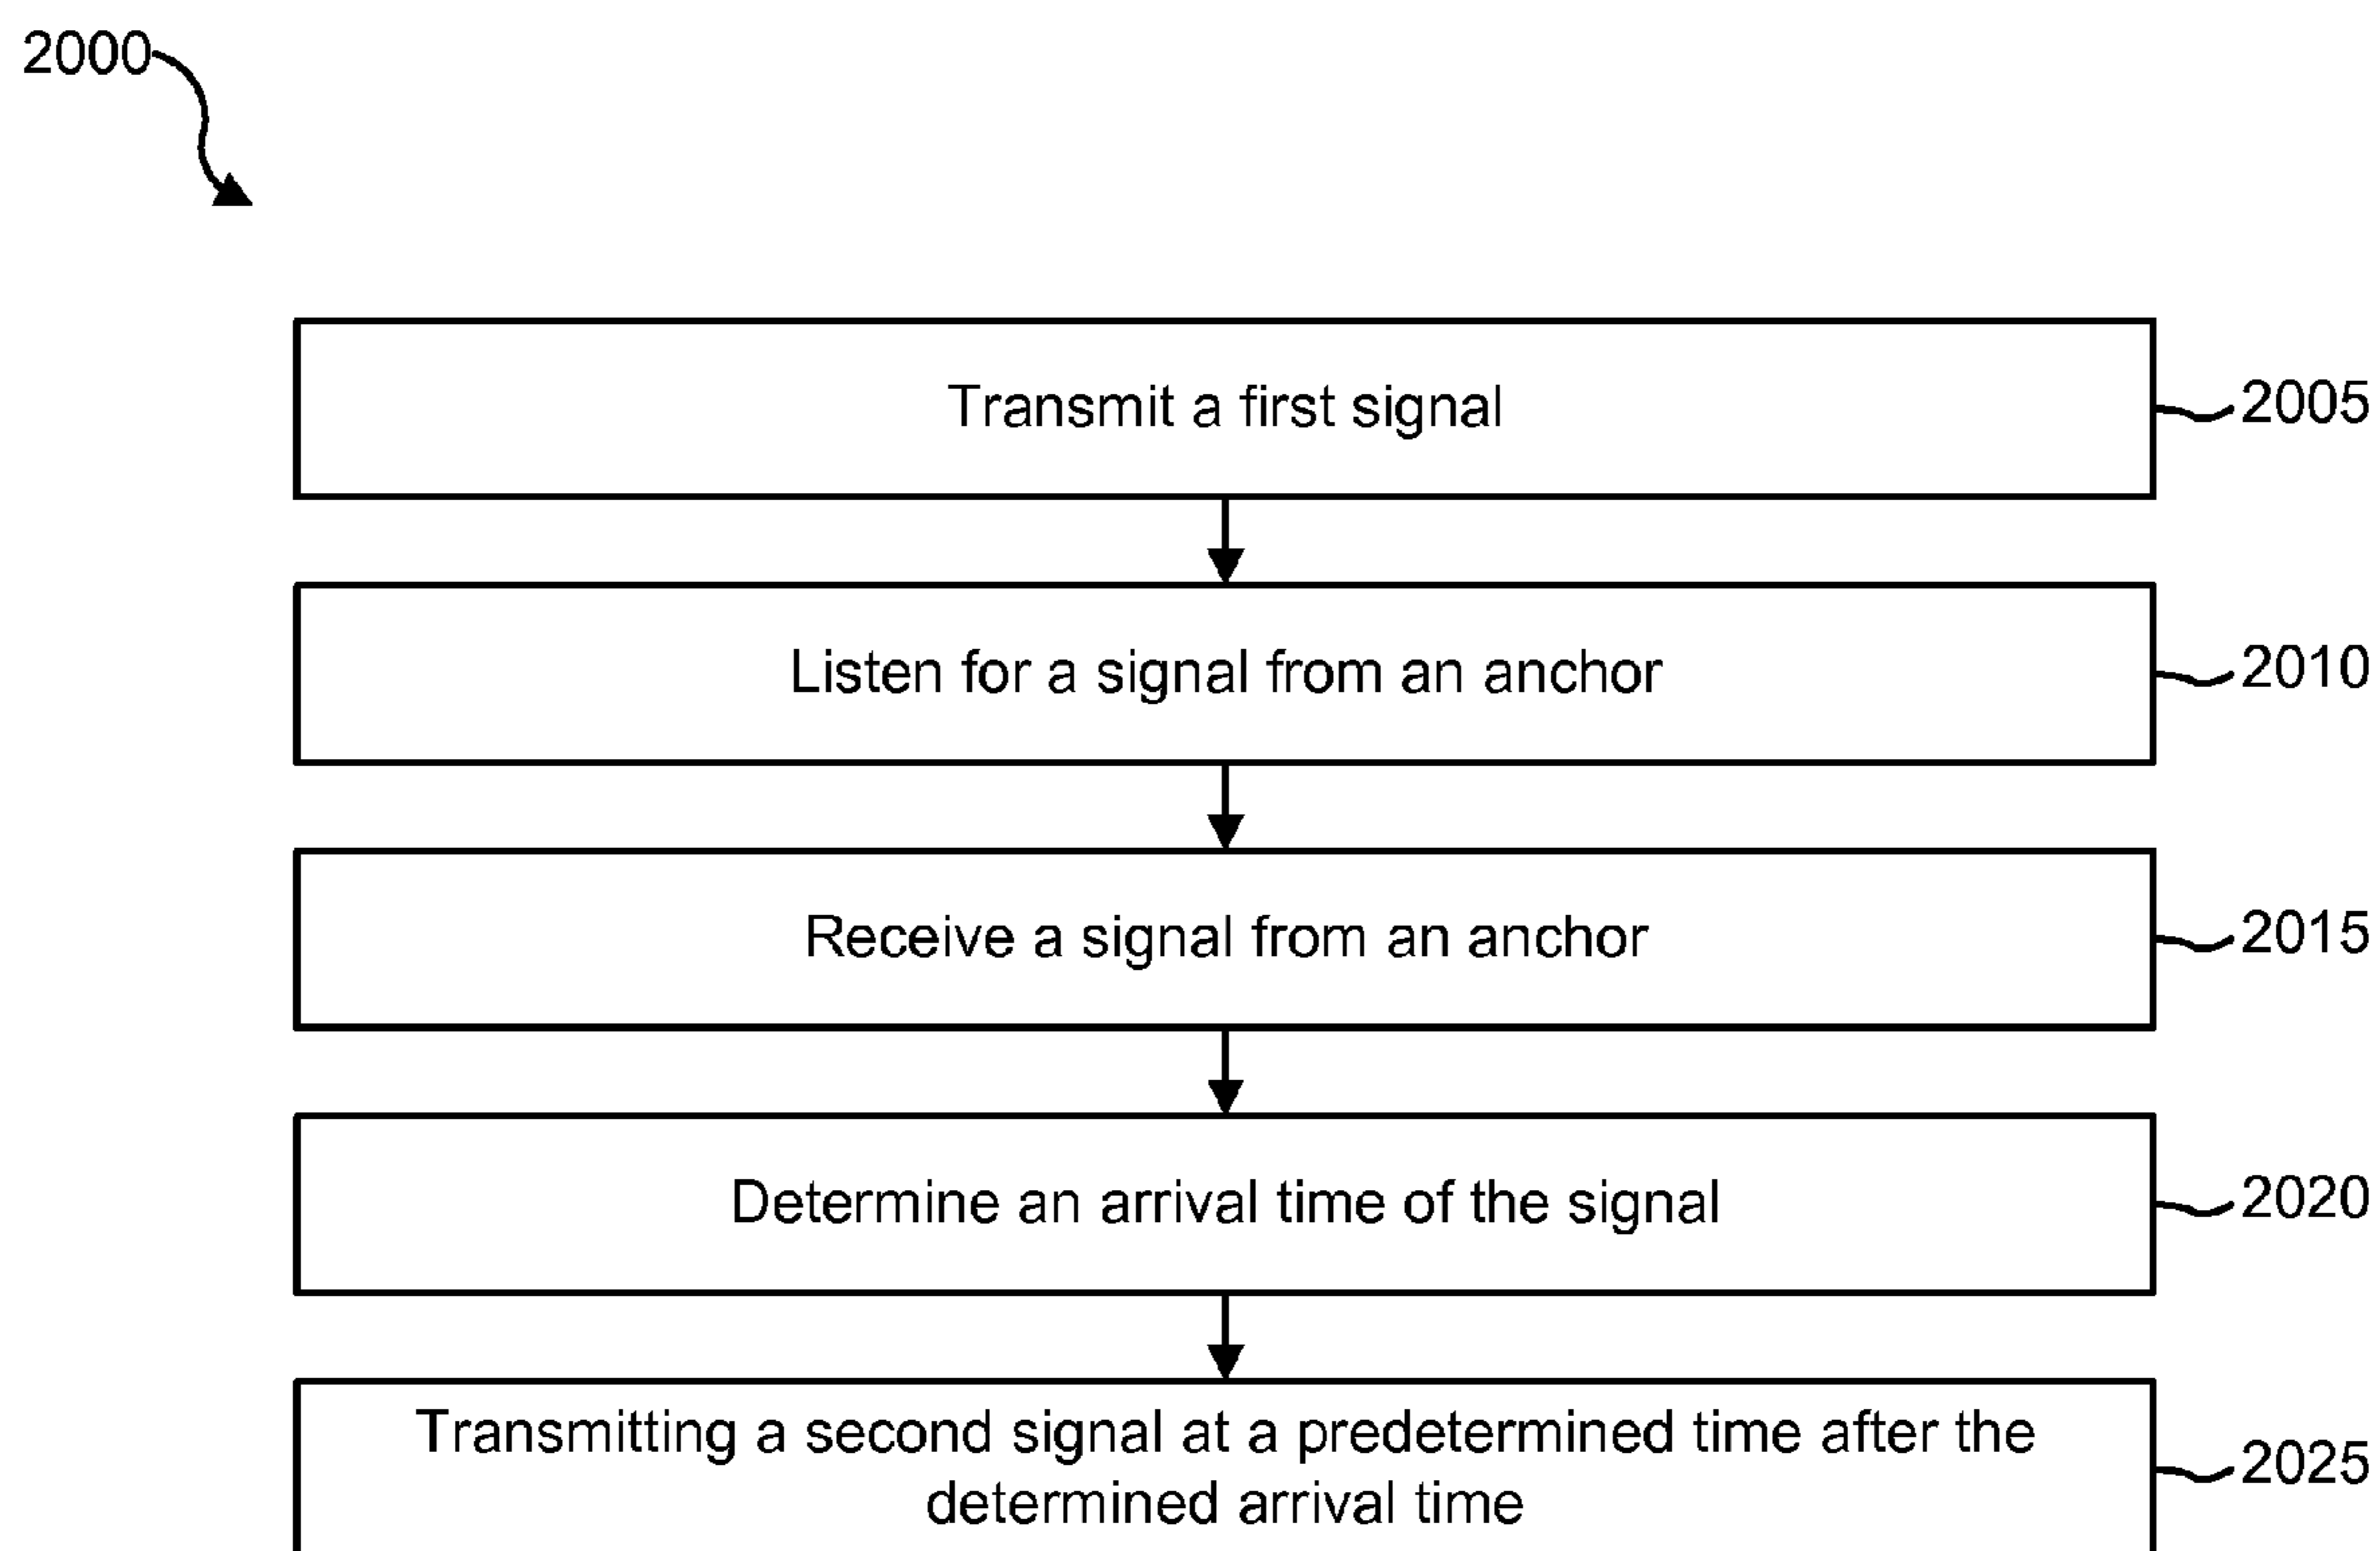 2000
Transmit a first signal
2005
Listen for a signal from an anchor
2010
Receive a signal from an anchor
2015
Determine an arrival time of the signal
2020
Transmitting a second signal at a predetermined time after the
determined arrival time
2025